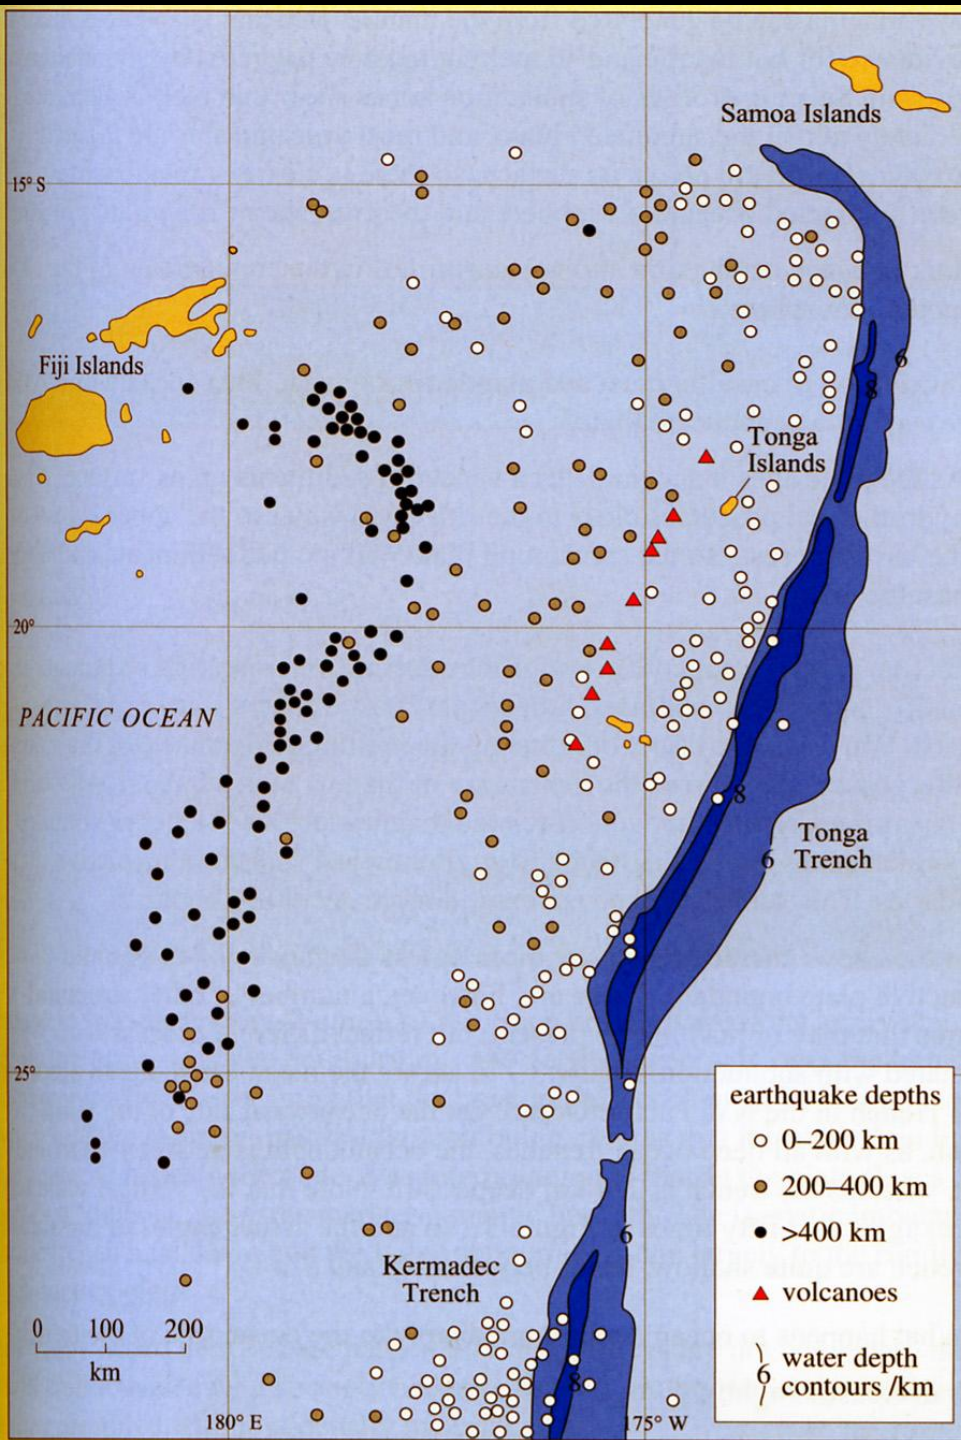 Samoa Islands
15° S
Fiji Islands
6
8
Tonga
Islands
20°
PACIFIC OCEAN
8
Tonga
6 Trench
25°
6
Kermadec
Trench
0 100 200
km
8
180° E
175° W
earthquake depths
0–200 km
200–400 km
>400 km
volcanoes
water depth
6 contours /km